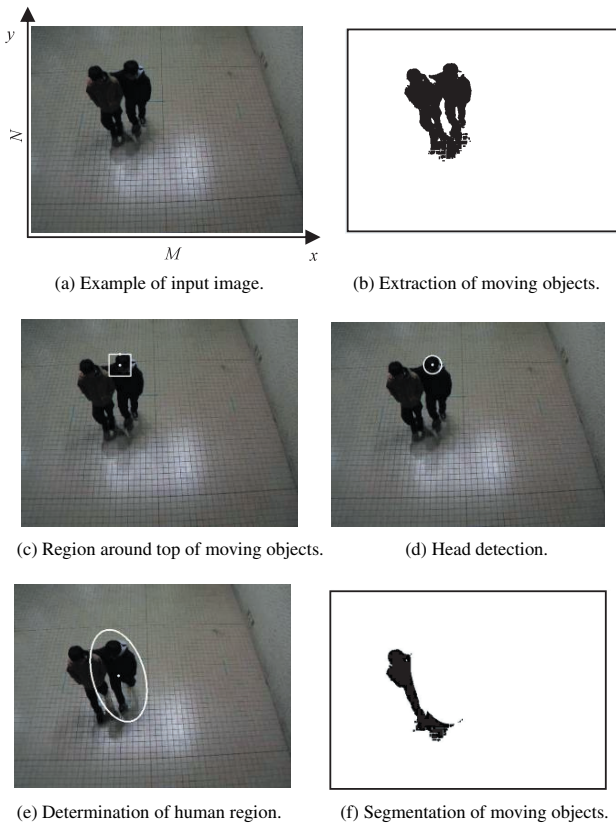 y
N
M
x
(a) Example of input image.
(b) Extraction of moving objects.
(c) Region around top of moving objects.
(d) Head detection.
(e) Determination of human region.
(f) Segmentation of moving objects.